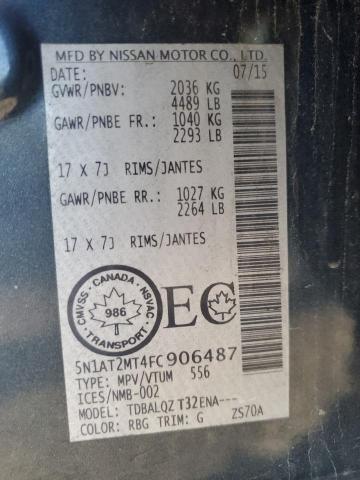 MFD BY NISSAN MOTOR CO., LTD.
DATE: 07/15
GVWR/PNBV: 2036 KG
4489 LB
GAWR/PNBE FR.: 1040 KG
2293 LB
17 X 7J RIMS/JANTES
GAWR/PNBE RR.: 1027 KG
2264 LB
17 X 7J RIMS/JANTES
CANADA
CMVSS NSVAC
986
TRANSPORT
EC
5N1AT2MT4FC906487
TYPE: MPV/VTUM 556
ICES/NMB-002
MODEL: TDBALQZ T32ENA---
COLOR: RBG TRIM: G ZS70A